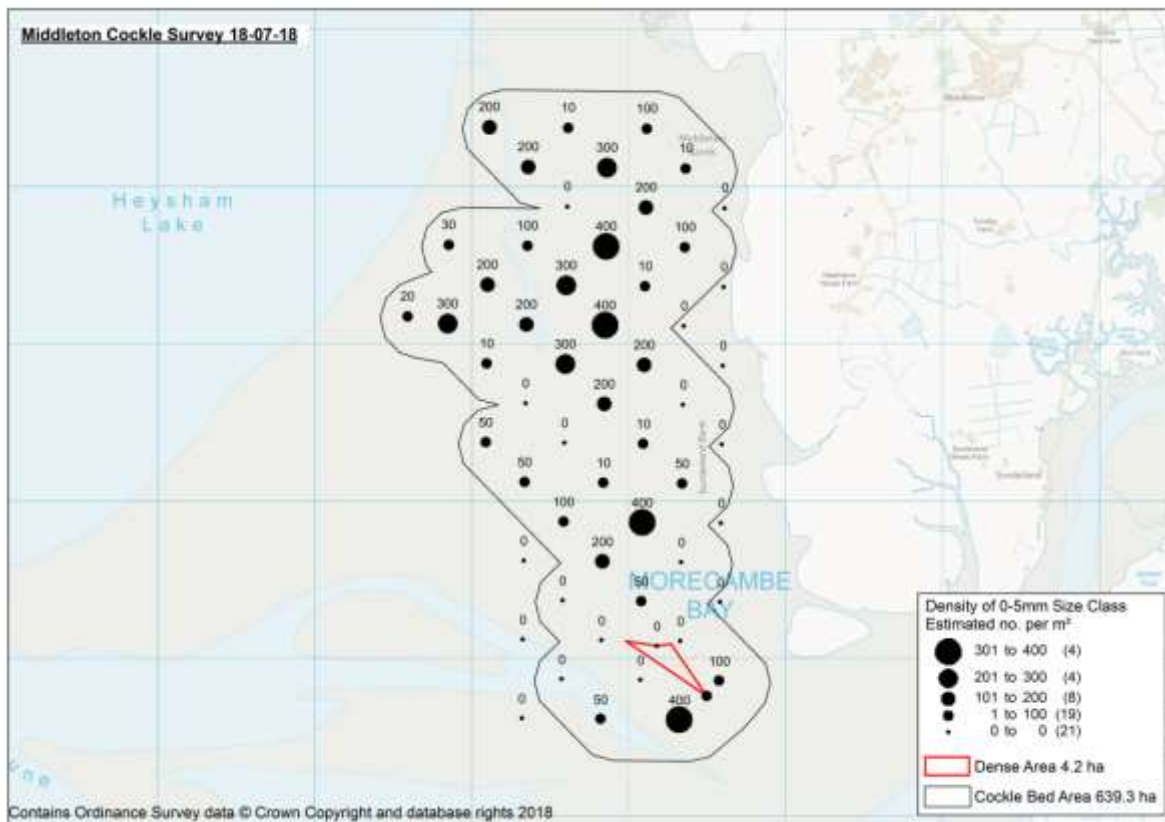 Middleton Cockle Survey 18-07-18
200 10 100
200 300 10
0 200 0
30 100 400 100
200 300 10 0
20 300 200 400 0
10 300 200 0
0 200 0
50 0 10 0
50 10 50
100 400 0
0 200 0
0 50 0
0 0 0 0
0 0 100
0 50 400
Heysham
Lake
MORECAMBE
BAY
Middleton
Sunderland Bank
Sunderland
Density of 0-5mm Size Class
Estimated no. per m²
301 to 400 (4)
201 to 300 (4)
101 to 200 (8)
1 to 100 (19)
0 to 0 (21)
Dense Area 4.2 ha
Cockle Bed Area 639.3 ha
Contains Ordinance Survey data © Crown Copyright and database rights 2018